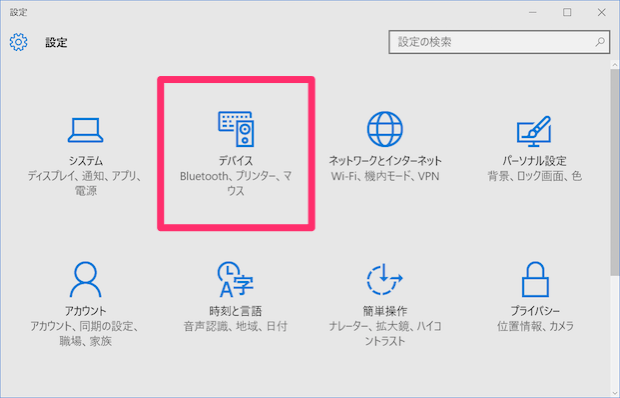 設定
設定
設定の検索
システム
ディスプレイ、通知、アプリ、
電源
デバイス
Bluetooth、プリンター、マ
ウス
ネットワークとインターネット
Wi-Fi、機内モード、VPN
パーソナル設定
背景、ロック画面、色
アカウント
アカウント、同期の設定、
職場、家族
A字
時刻と言語
音声認識、地域、日付
簡単操作
ナレーター、拡大鏡、ハイコ
ントラスト
プライバシー
位置情報、カメラ